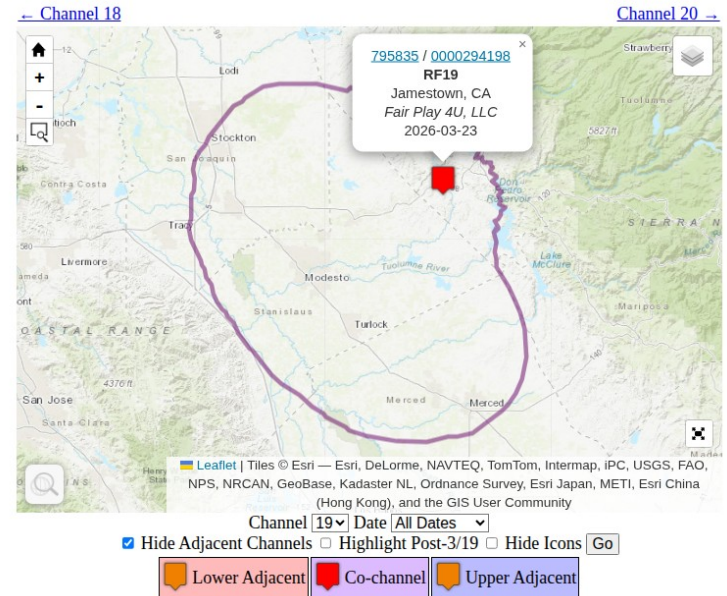 ← Channel 18
Channel 20 →
+
-
795835 / 0000294198
RF19
Jamestown, CA
Fair Play 4U, LLC
2026-03-23
×
12
Lodi
Strawberry
Tuolumne
5827 ft
Stockton
San Joaquin
Contra Costa
Don
Pedro
Reservoir
120
5
Tracy
SIERRA N
580
Livermore
Lake
McClure
Tuolumne River
Modesto
Mariposa
Stanislaus
Turlock
COASTAL RANGE
140
4376 ft
San Jose
Merced
Merced
Santa Clara
Leaflet | Tiles © Esri — Esri, DeLorme, NAVTEQ, TomTom, Intermap, iPC, USGS, FAO,
NPS, NRCAN, GeoBase, Kadaster NL, Ordnance Survey, Esri Japan, METI, Esri China
(Hong Kong), and the GIS User Community
Channel 19 Date All Dates
Hide Adjacent Channels Highlight Post-3/19 Hide Icons Go
Lower Adjacent Co-channel Upper Adjacent